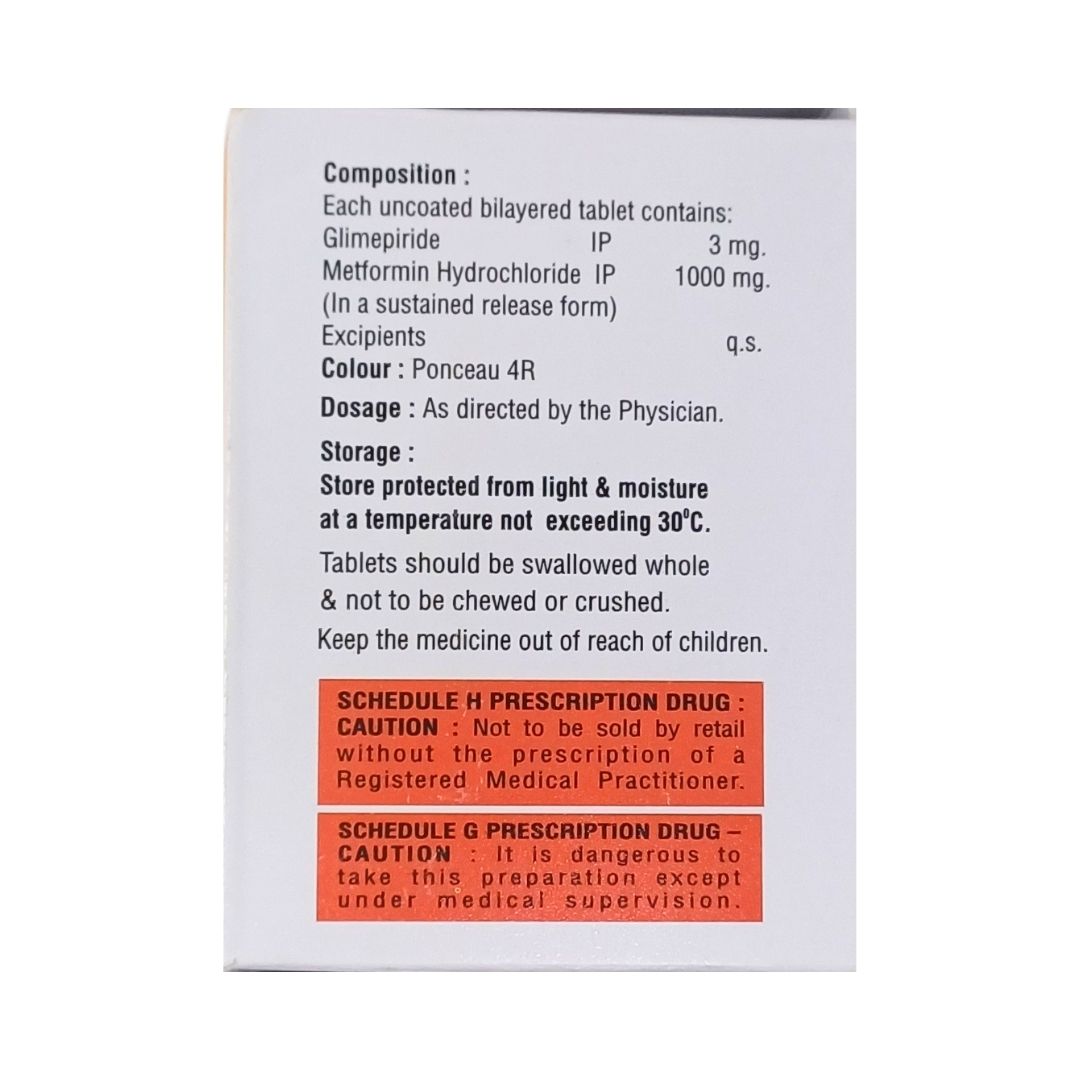 Composition :
Each uncoated bilayered tablet contains:
Glimepiride IP 3 mg.
Metformin Hydrochloride IP 1000 mg.
(In a sustained release form)
Excipients q.s.
Colour : Ponceau 4R
Dosage : As directed by the Physician.
Storage :
Store protected from light & moisture
at a temperature not exceeding 30⁰C.
Tablets should be swallowed whole
& not to be chewed or crushed.
Keep the medicine out of reach of children.
SCHEDULE H PRESCRIPTION DRUG :
CAUTION : Not to be sold by retail
without the prescription of a
Registered Medical Practitioner.
SCHEDULE G PRESCRIPTION DRUG –
CAUTION : It is dangerous to
take this preparation except
under medical supervision.